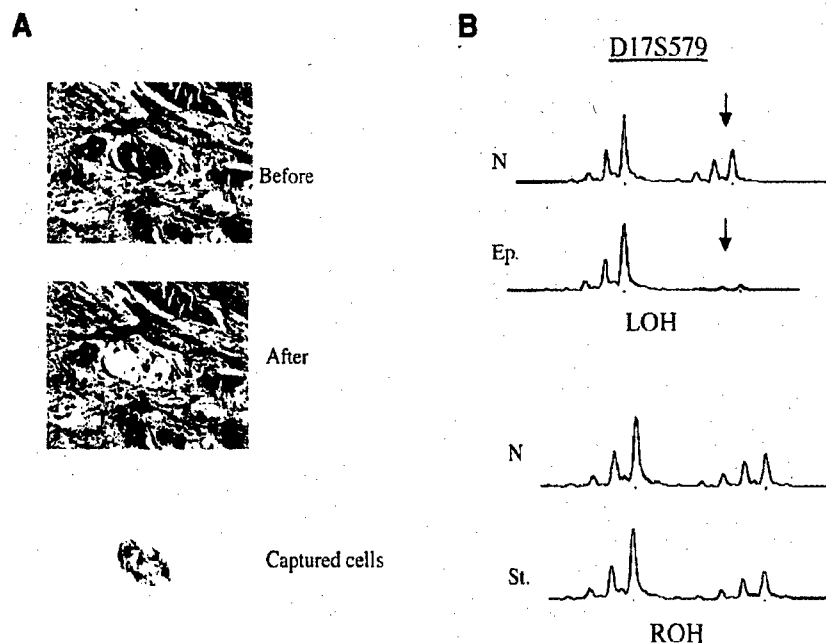 A
Before
After
Captured cells
B
D17S579
N
Ep.
LOH
N
St.
ROH